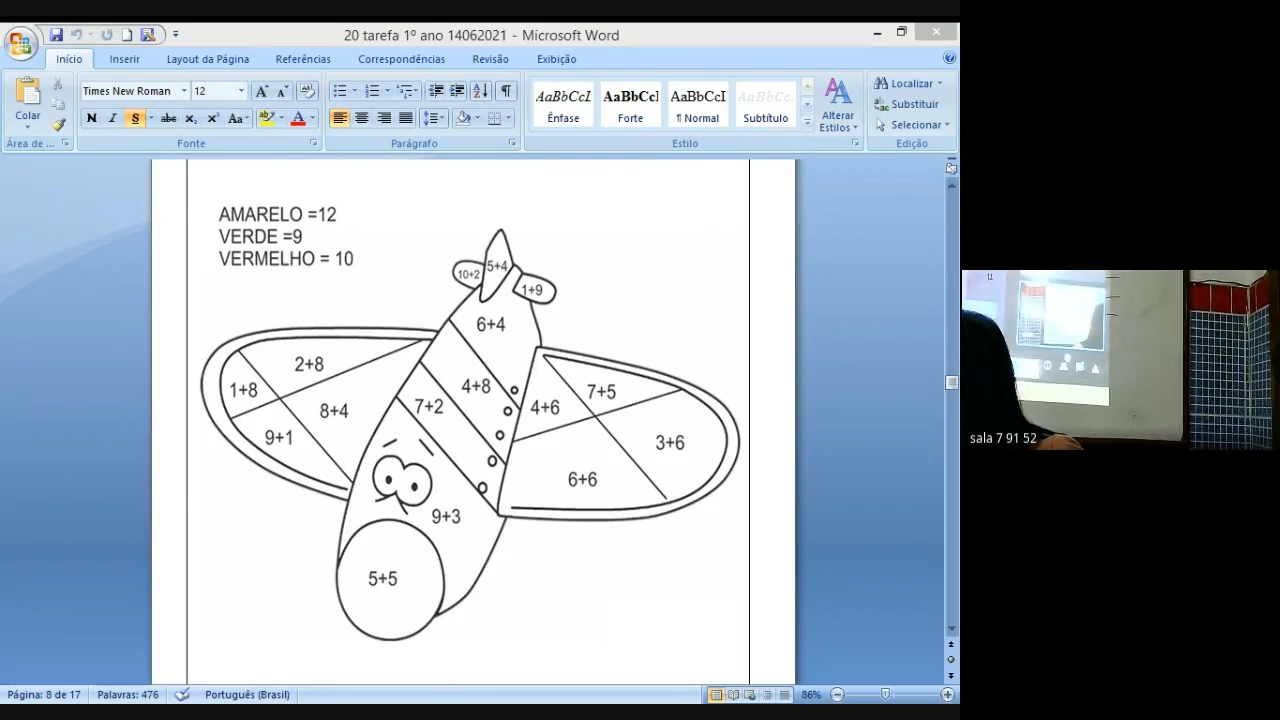 20 tarefa 1º ano 14062021 - Microsoft Word
Início
Inserir
Layout da Página
Referências
Correspondências
Revisão
Exibição
Colar
Área de...
Times New Roman
12
N I S abc x₂ x² Aa
Fonte
Parágrafo
AaBbCcI
Ênfase
AaBbCcI
Forte
AaBbCcI
¶ Normal
AaBbCc.
Subtítulo
Alterar
Estilos
Estilo
Localizar
Substituir
Selecionar
Edição
AMARELO =12
VERDE =9
VERMELHO = 10
10+2
5+4
1+9
6+4
2+8
1+8
8+4
9+1
4+8
7+2
4+6
7+5
3+6
6+6
9+3
5+5
sala 7 91 52
Página: 8 de 17
Palavras: 476
Português (Brasil)
86%